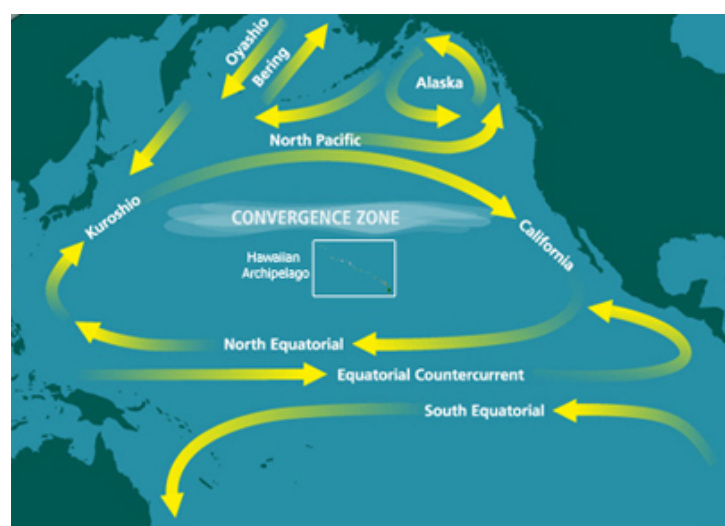 Oyashio
Bering
Alaska
North Pacific
Kuroshio
CONVERGENCE ZONE
California
Hawaiian
Archipelago
North Equatorial
Equatorial Countercurrent
South Equatorial